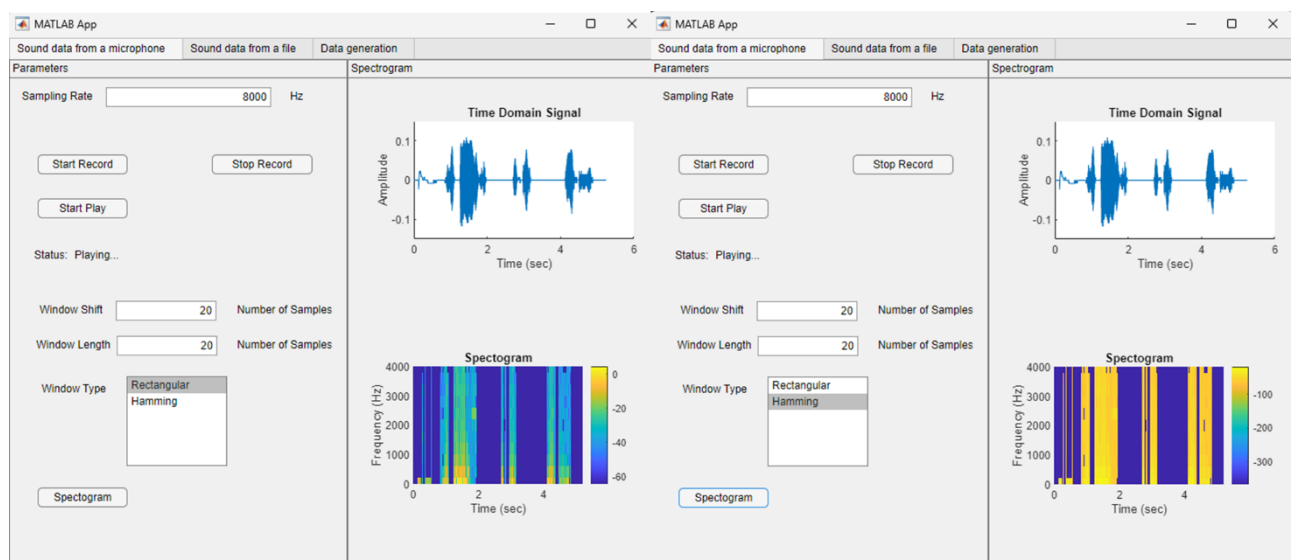 MATLAB App
Sound data from a microphone Sound data from a file Data generation
Parameters
Sampling Rate 8000 Hz
Start Record Stop Record
Start Play
Status: Playing...
Window Shift 20 Number of Samples
Window Length 20 Number of Samples
Window Type
Rectangular
Hamming
Spectrogram
Spectrogram
Time Domain Signal
Amplitude
0.1
0
-0.1
0 2 4 6
Time (sec)
Spectogram
Frequency (Hz)
4000
3000
2000
1000
0
0 2 4
Time (sec)
0
-20
-40
-60
MATLAB App
Sound data from a microphone Sound data from a file Data generation
Parameters
Sampling Rate 8000 Hz
Start Record Stop Record
Start Play
Status: Playing...
Window Shift 20 Number of Samples
Window Length 20 Number of Samples
Window Type
Rectangular
Hamming
Spectrogram
Spectrogram
Time Domain Signal
Amplitude
0.1
0
-0.1
0 2 4 6
Time (sec)
Spectogram
Frequency (Hz)
4000
3000
2000
1000
0
0 2 4
Time (sec)
-100
-200
-300